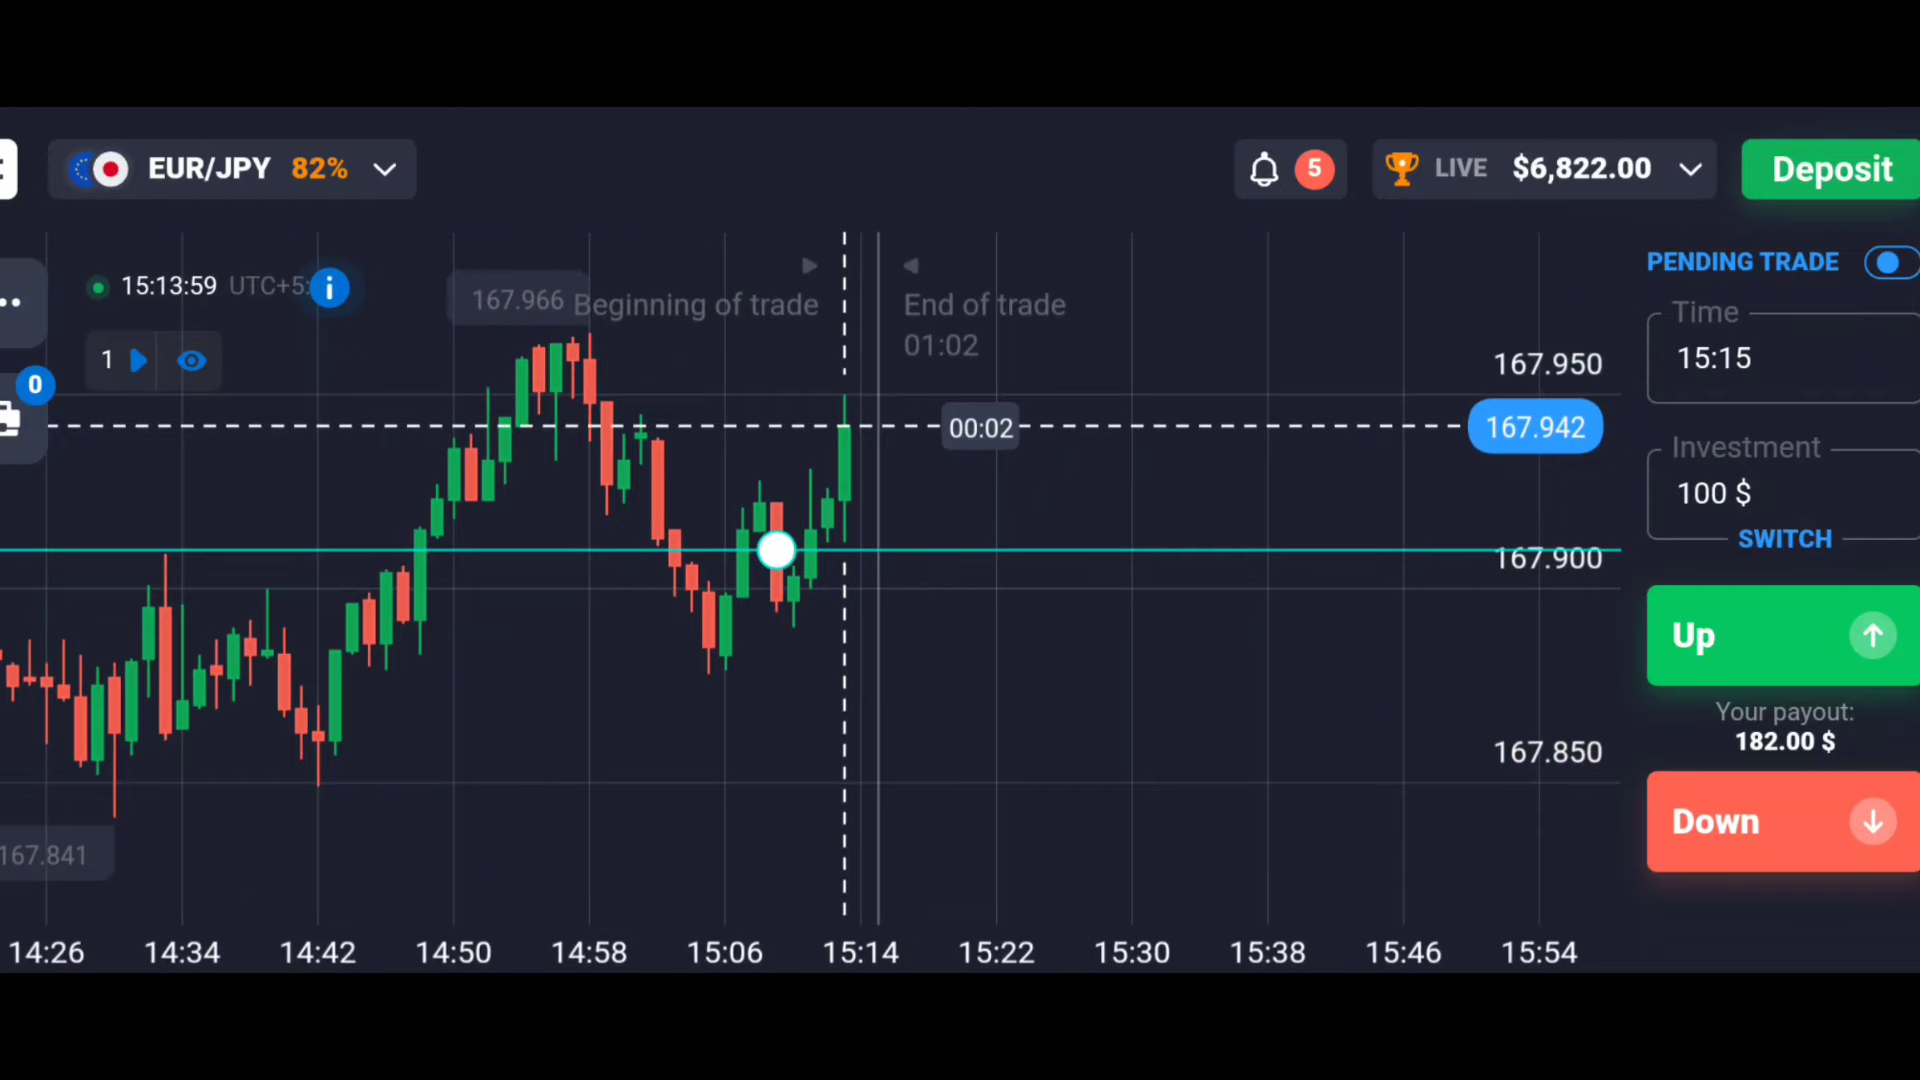 EUR/JPY 82%
5
LIVE $6,822.00
Deposit
15:13:59 UTC+5:
i
167.966
Beginning of trade
End of trade
01:02
1
0
00:02
167.950
167.942
167.900
167.850
167.841
PENDING TRADE
Time
15:15
Investment
100 $
SWITCH
Up
Your payout:
182.00 $
Down
14:26 14:34 14:42 14:50 14:58 15:06 15:14 15:22 15:30 15:38 15:46 15:54